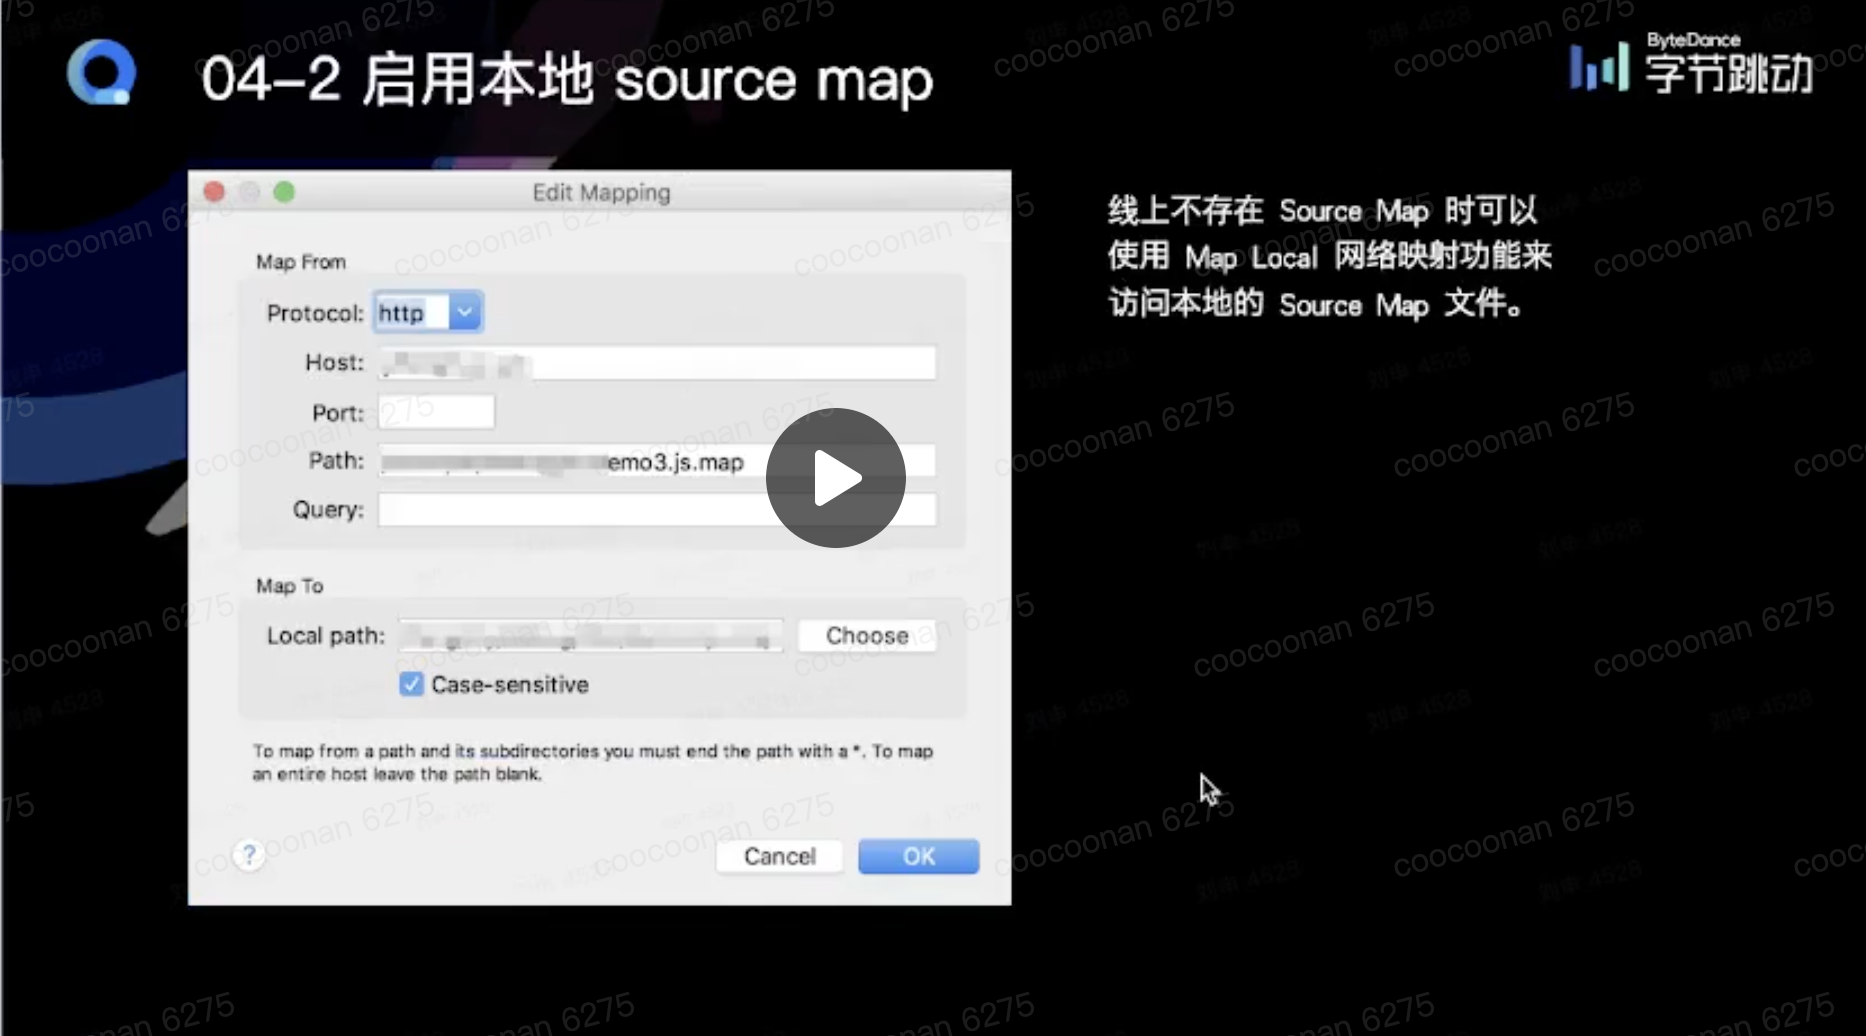 04-2 启用本地 source map
ByteDance
字节跳动
Edit Mapping
Map From
Protocol: http
Host:
Port:
Path: emo3.js.map
Query:
Map To
Local path: Choose
Case-sensitive
To map from a path and its subdirectories you must end the path with a *. To map
an entire host leave the path blank.
? Cancel OK
线上不存在 Source Map 时可以
使用 Map Local 网络映射功能来
访问本地的 Source Map 文件。
coocoonan 6275